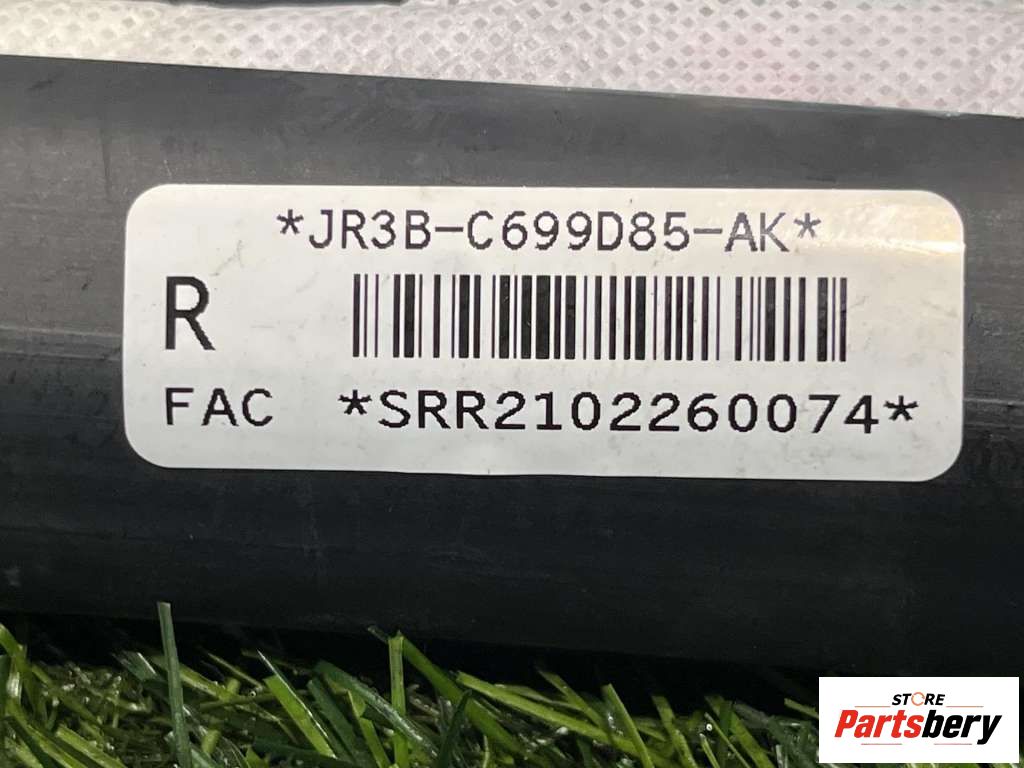 *JR3B-C699D85-AK*
R
FAC *SRR2102260074*
STORE
Partsbery